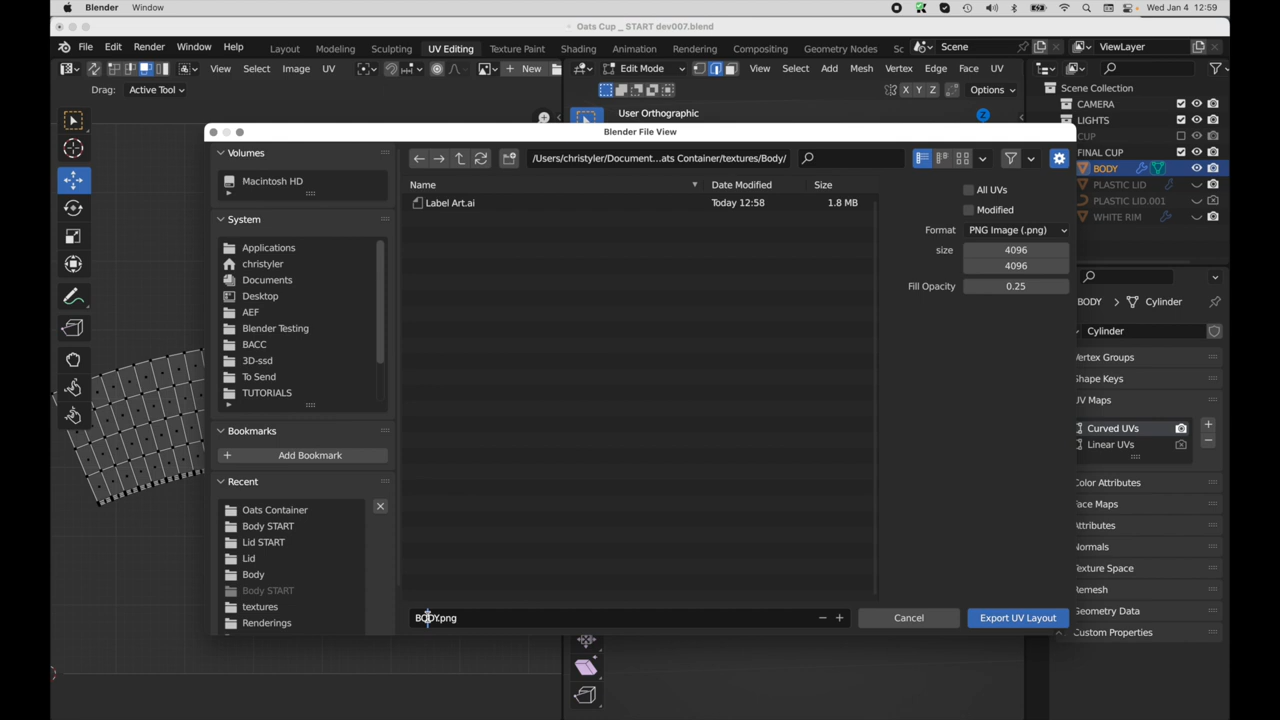 Blender Window Wed Jan 4 12:59
Oats Cup _ START dev007.blend
File Edit Render Window Help Layout Modeling Sculpting UV Editing Texture Paint Shading Animation Rendering Compositing Geometry Nodes Sc Scene ViewLayer
View Select Image UV New Edit Mode View Select Add Mesh Vertex Edge Face UV
Drag: Active Tool X Y Z Options Scene Collection
CAMERA
User Orthographic LIGHTS
Z
Blender File View CUP
FINAL CUP
Volumes /Users/christyler/Document...ats Container/textures/Body/
BODY
Macintosh HD Name Date Modified Size All UVs PLASTIC LID
Label Art.ai Today 12:58 1.8 MB Modified PLASTIC LID.001
System WHITE RIM
Format PNG Image (.png)
Applications size 4096
christyler 4096
Documents Fill Opacity 0.25
Desktop BODY Cylinder
AEF
Blender Testing Cylinder
BACC
3D-ssd Vertex Groups
To Send Shape Keys
TUTORIALS UV Maps
Bookmarks Curved UVs
Add Bookmark Linear UVs
Recent Color Attributes
Oats Container Face Maps
Body START Attributes
Lid START Normals
Lid Texture Space
Body Remesh
Body START
textures Geometry Data
Renderings BODY.png Cancel Export UV Layout
Custom Properties